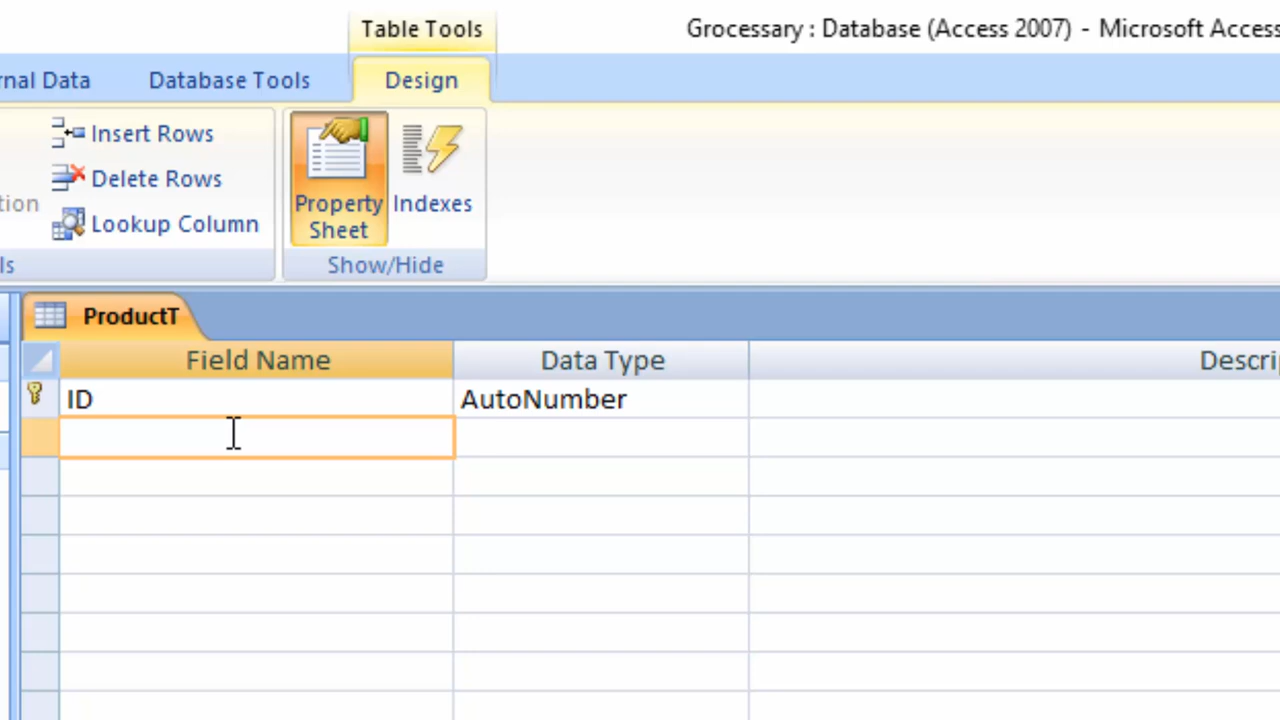 Table Tools
Grocessary : Database (Access 2007) - Microsoft Access
rnal Data
Database Tools
Design
Insert Rows
Delete Rows
tion
Lookup Column
Property Sheet
Indexes
ls
Show/Hide
ProductT
Field Name
Data Type
Descri
ID
AutoNumber